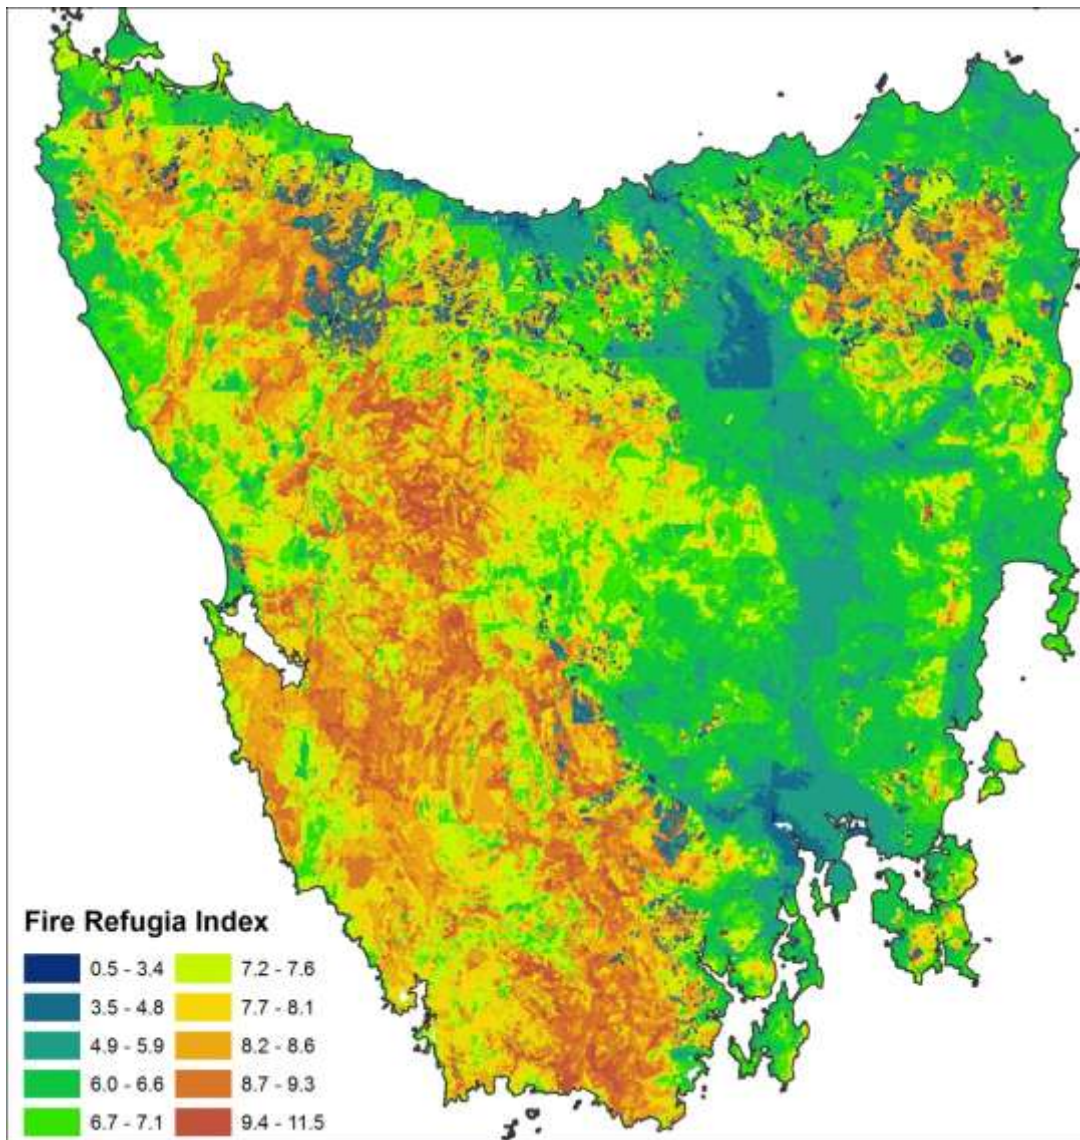 Fire Refugia Index
0.5 - 3.4
3.5 - 4.8
4.9 - 5.9
6.0 - 6.6
6.7 - 7.1
7.2 - 7.6
7.7 - 8.1
8.2 - 8.6
8.7 - 9.3
9.4 - 11.5